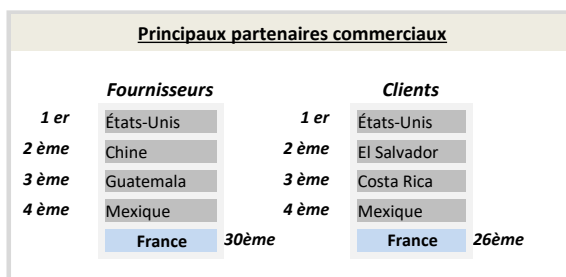 Principaux partenaires commerciaux
Fournisseurs Clients
1 er États-Unis 1 er États-Unis
2 ème Chine 2 ème El Salvador
3 ème Guatemala 3 ème Costa Rica
4 ème Mexique 4 ème Mexique
France 30ème France 26ème